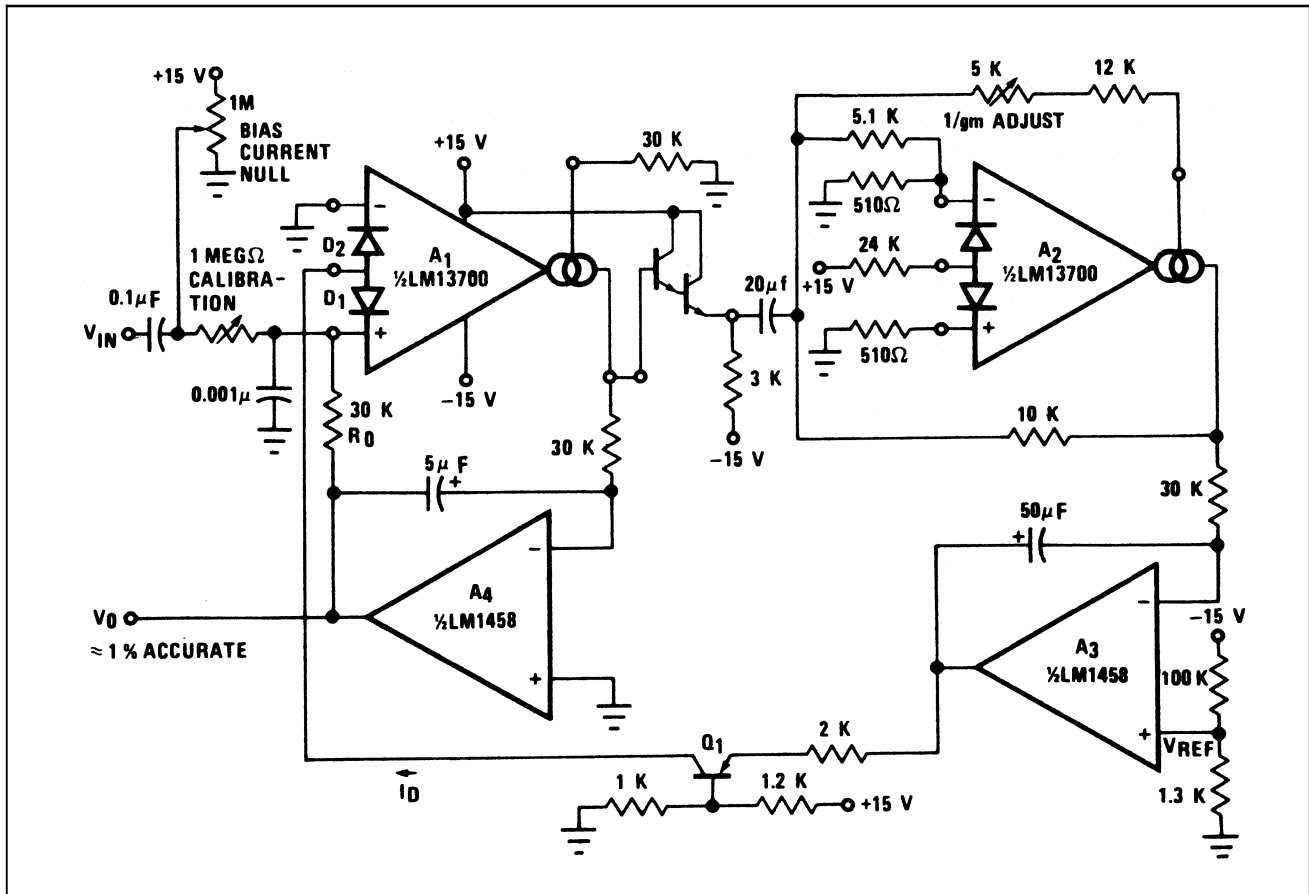 +15 V
1M
BIAS
CURRENT
NULL
+15 V
30 K
5 K
12 K
1/gm ADJUST
5.1 K
510Ω
−
D2
A1
½LM13700
D1
+
−15 V
1 MEGΩ
CALIBRA-
TION
0.1μF
VIN
0.001μ
30 K
R0
24 K
+15 V
20μf
−
A2
½LM13700
+
510Ω
3 K
−15 V
30 K
10 K
5μF
+
30 K
50μF
+
−
A4
½LM1458
+
V0
≈ 1 % ACCURATE
−
A3
½LM1458
+
−15 V
100 K
VREF
1.3 K
Q1
2 K
1 K
1.2 K
+15 V
ID